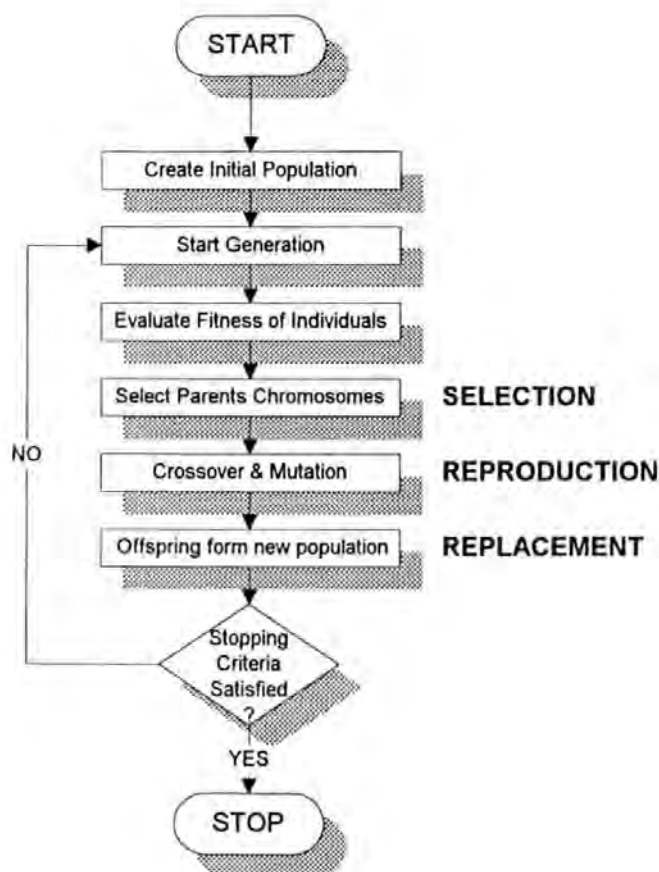 START
Create Initial Population
Start Generation
Evaluate Fitness of Individuals
Select Parents Chromosomes
SELECTION
NO
Crossover & Mutation
REPRODUCTION
Offspring form new population
REPLACEMENT
Stopping
Criteria
Satisfied
?
YES
STOP